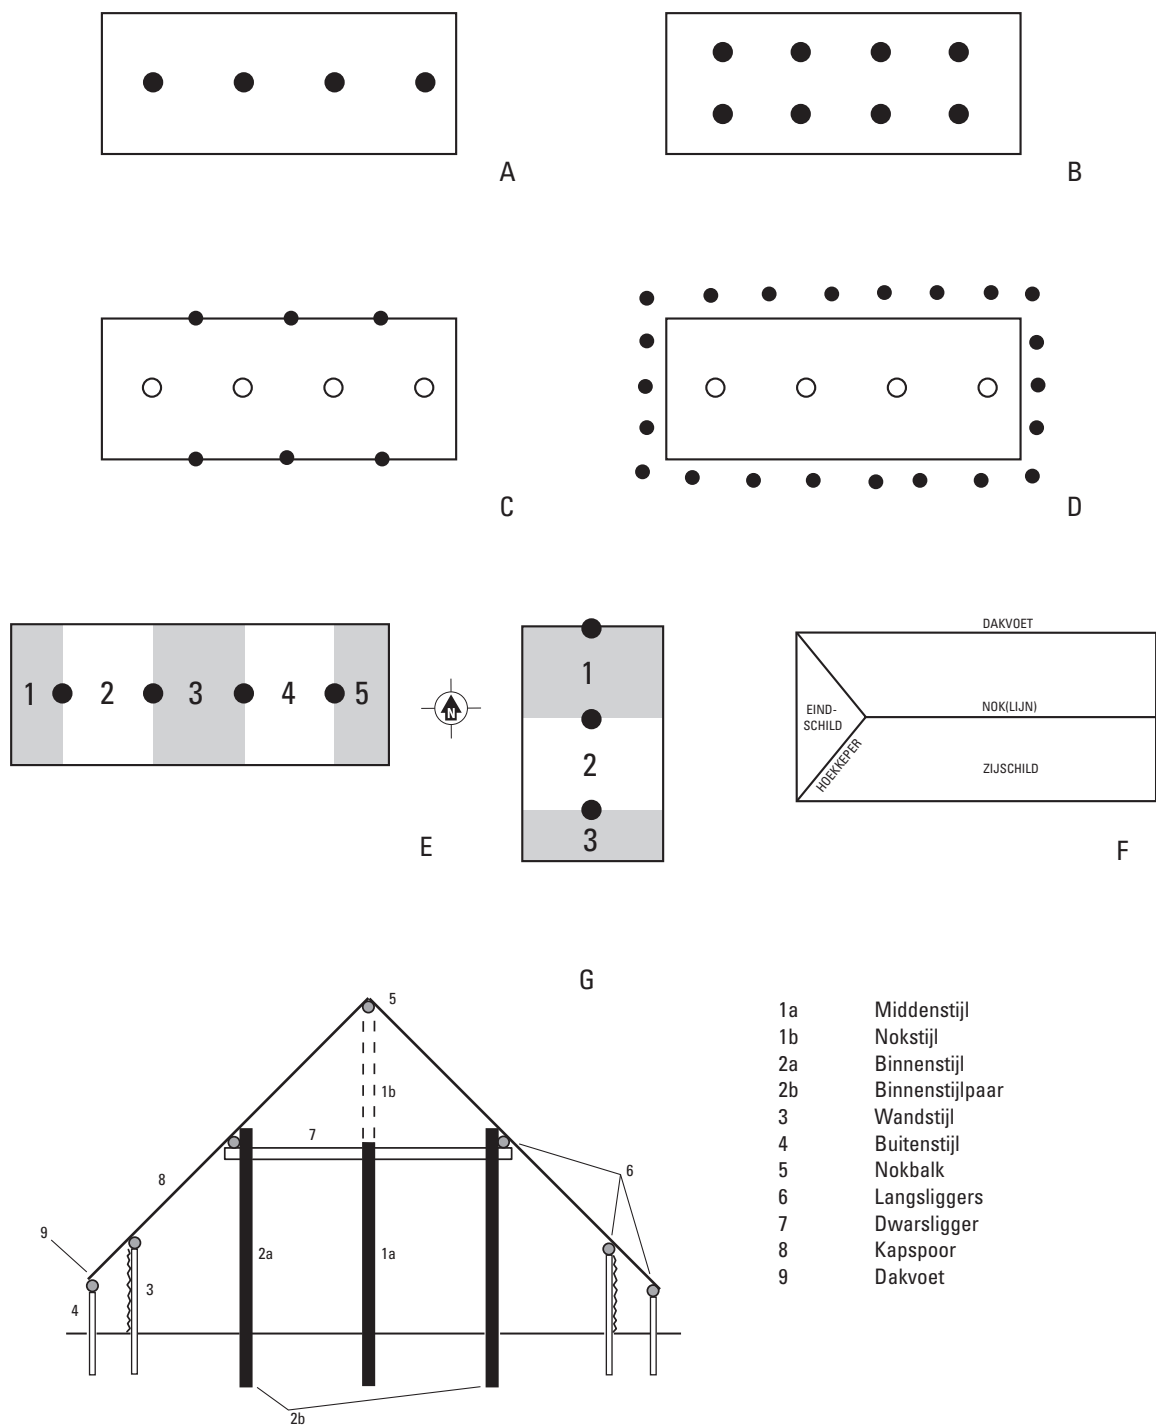 A
B
C
D
1 2 3 4 5
N
1
2
3
E
DAKVOET
EIND-
SCHILD
NOK(LIJN)
HOEKKEPER
ZIJSCHILD
F
G
5
1b
7
6
8
9
2a
1a
3
4
2b
1a Middenstijl
1b Nokstijl
2a Binnenstijl
2b Binnenstijlpaar
3 Wandstijl
4 Buitenstijl
5 Nokbalk
6 Langsliggers
7 Dwarsligger
8 Kapspoor
9 Dakvoet